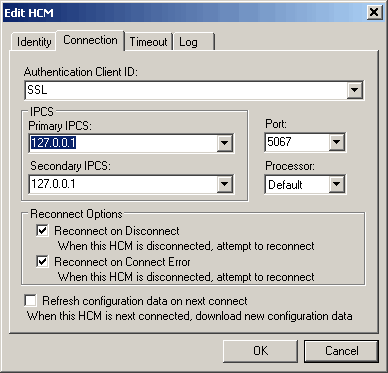 Edit HCM
Identity Connection Timeout Log
Authentication Client ID:
SSL
IPCS
Primary IPCS:
127.0.0.1
Port:
5067
Secondary IPCS:
127.0.0.1
Processor:
Default
Reconnect Options
Reconnect on Disconnect
When this HCM is disconnected, attempt to reconnect
Reconnect on Connect Error
When this HCM is disconnected, attempt to reconnect
Refresh configuration data on next connect
When this HCM is next connected, download new configuration data
OK Cancel